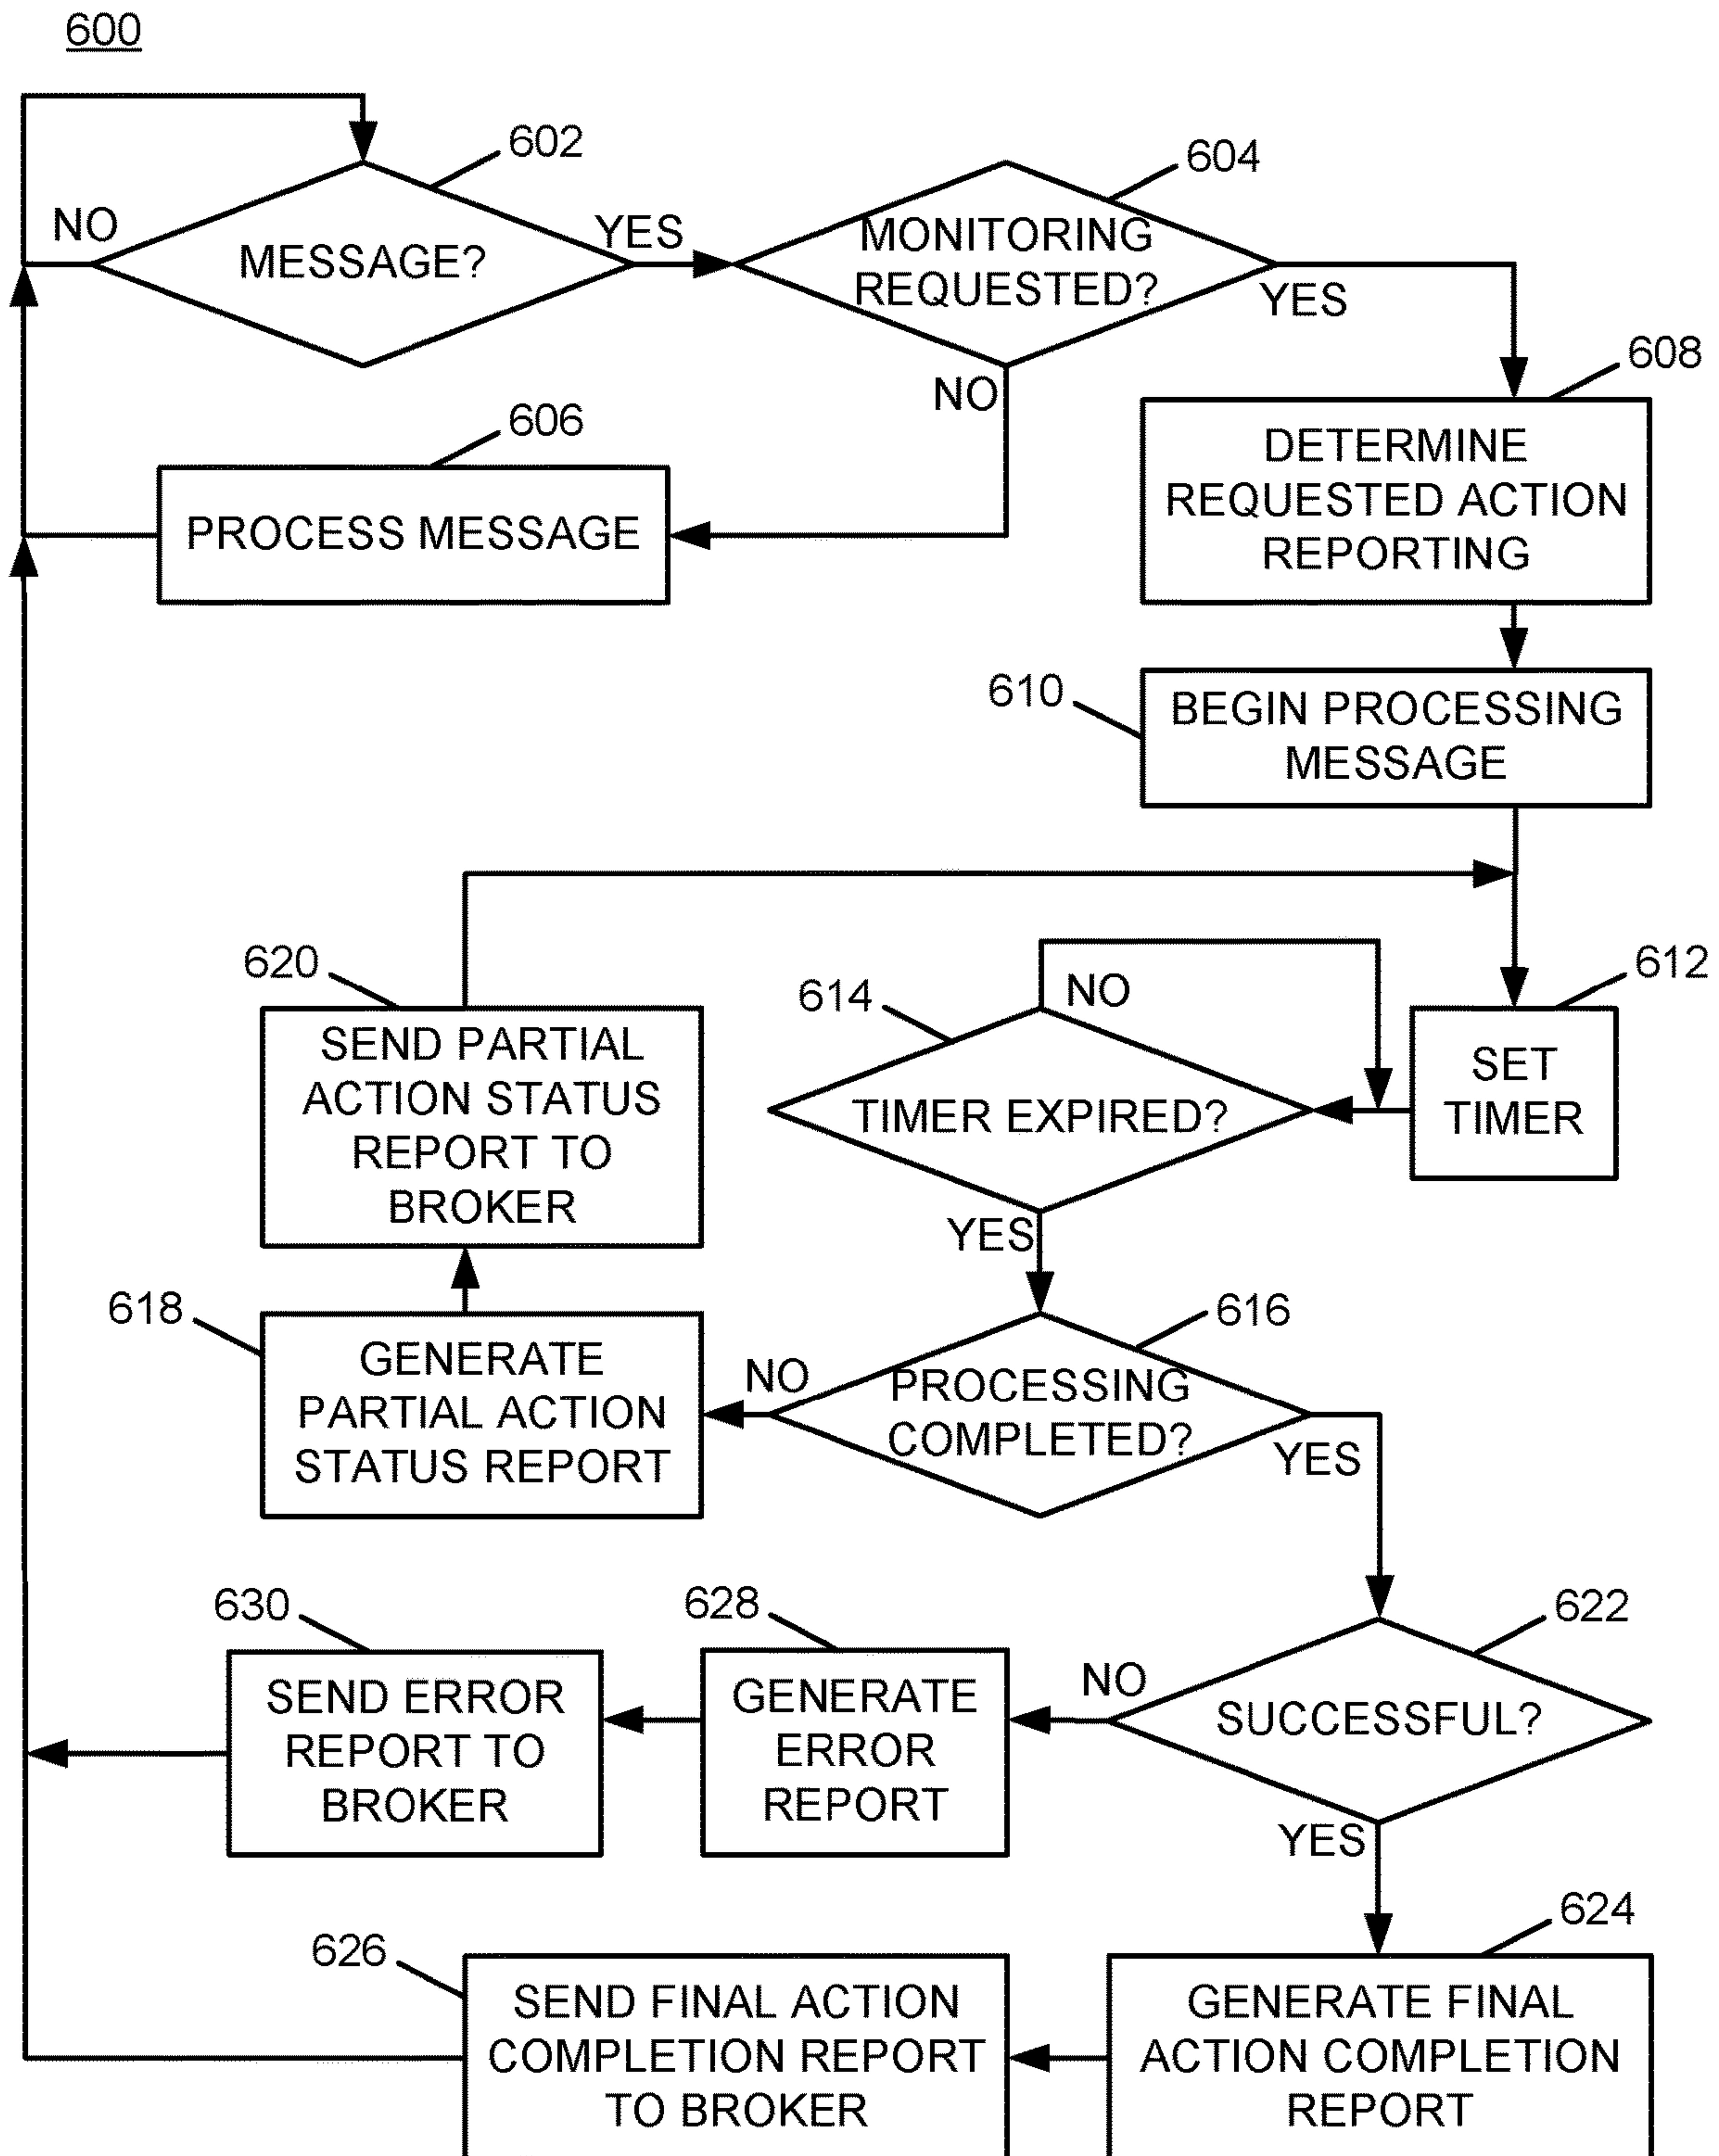 600
602
604
NO
MESSAGE?
YES
MONITORING
REQUESTED?
YES
NO
608
606
PROCESS MESSAGE
DETERMINE
REQUESTED ACTION
REPORTING
610
BEGIN PROCESSING
MESSAGE
620
614
NO
612
SEND PARTIAL
ACTION STATUS
REPORT TO
BROKER
TIMER EXPIRED?
SET
TIMER
YES
618
616
GENERATE
PARTIAL ACTION
STATUS REPORT
NO
PROCESSING
COMPLETED?
YES
630
628
622
SEND ERROR
REPORT TO
BROKER
GENERATE
ERROR
REPORT
NO
SUCCESSFUL?
YES
626
624
SEND FINAL ACTION
COMPLETION REPORT
TO BROKER
GENERATE FINAL
ACTION COMPLETION
REPORT